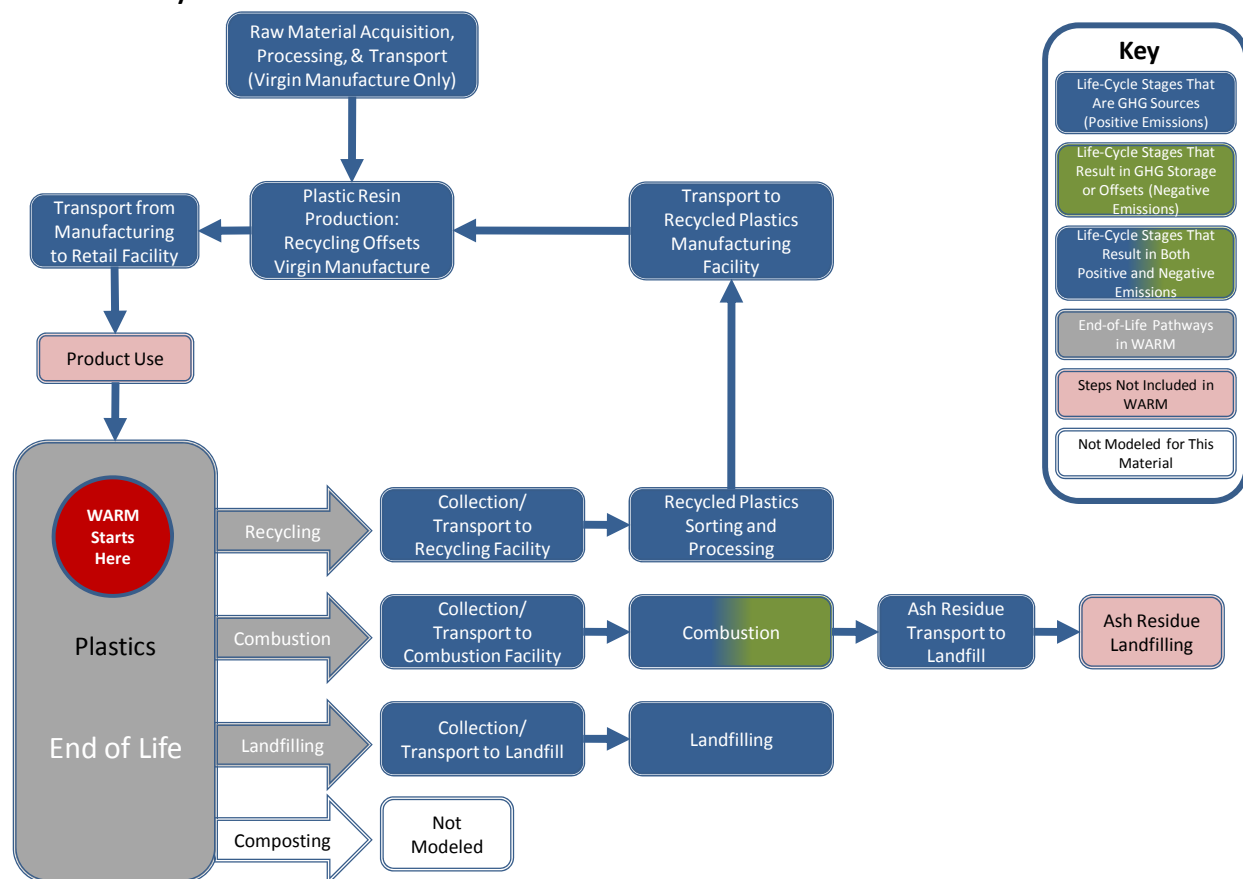 Raw Material Acquisition,
Processing, & Transport
(Virgin Manufacture Only)
Key
Life-Cycle Stages That
Are GHG Sources
(Positive Emissions)
Life-Cycle Stages That
Result in GHG Storage
or Offsets (Negative
Emissions)
Life-Cycle Stages That
Result in Both
Positive and Negative
Emissions
End-of-Life Pathways
in WARM
Steps Not Included in
WARM
Not Modeled for This
Material
Transport from
Manufacturing
to Retail Facility
Plastic Resin
Production:
Recycling Offsets
Virgin Manufacture
Transport to
Recycled Plastics
Manufacturing
Facility
Product Use
WARM
Starts
Here
Plastics
End of Life
Recycling
Collection/
Transport to
Recycling Facility
Recycled Plastics
Sorting and
Processing
Combustion
Collection/
Transport to
Combustion Facility
Combustion
Ash Residue
Transport to
Landfill
Ash Residue
Landfilling
Landfilling
Collection/
Transport to Landfill
Landfilling
Composting
Not
Modeled